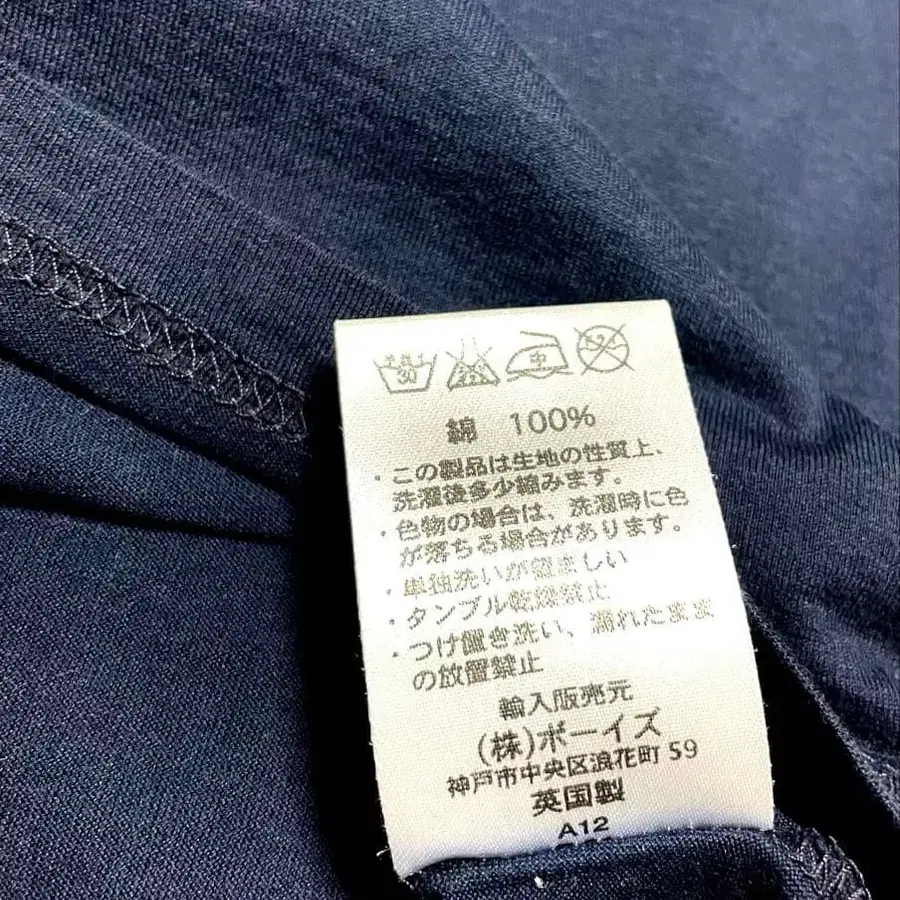 30
中
綿 100%
・この製品は生地の性質上、
洗濯後多少縮みます。
・色物の場合は、洗濯時に色
が落ちる場合があります。
・単独洗いが望ましい
・タンブル乾燥禁止
・つけ置き洗い、濡れたまま
の放置禁止
輸入販売元
(株)ボーイズ
神戸市中央区浪花町 59
英国製
A12